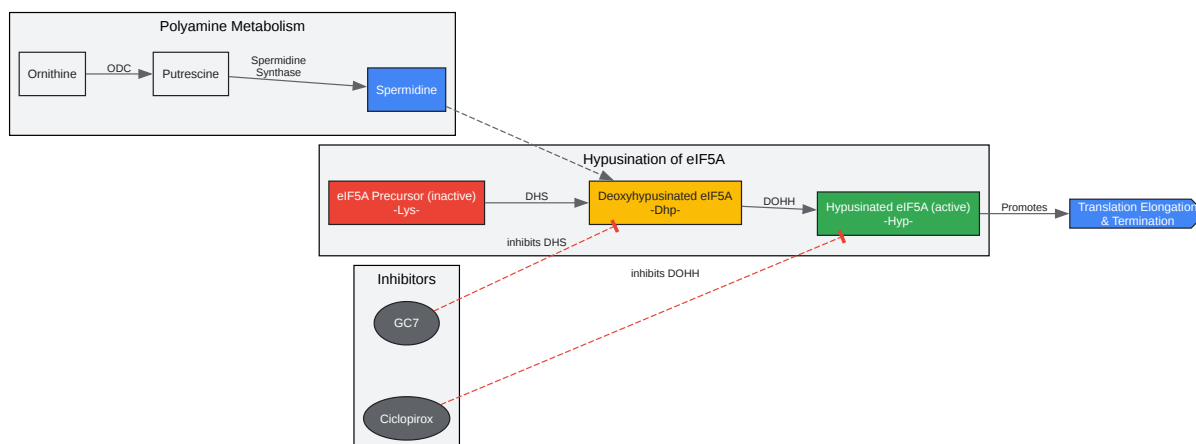 Polyamine Metabolism
Ornithine
ODC
Putrescine
Spermidine
Synthase
Spermidine
Hypusination of eIF5A
eIF5A Precursor (inactive)
-Lys-
DHS
Deoxyhypusinated eIF5A
-Dhp-
DOHH
Hypusinated eIF5A (active)
-Hyp-
Promotes
Translation Elongation
& Termination
inhibits DHS
inhibits DOHH
Inhibitors
GC7
Ciclopirox